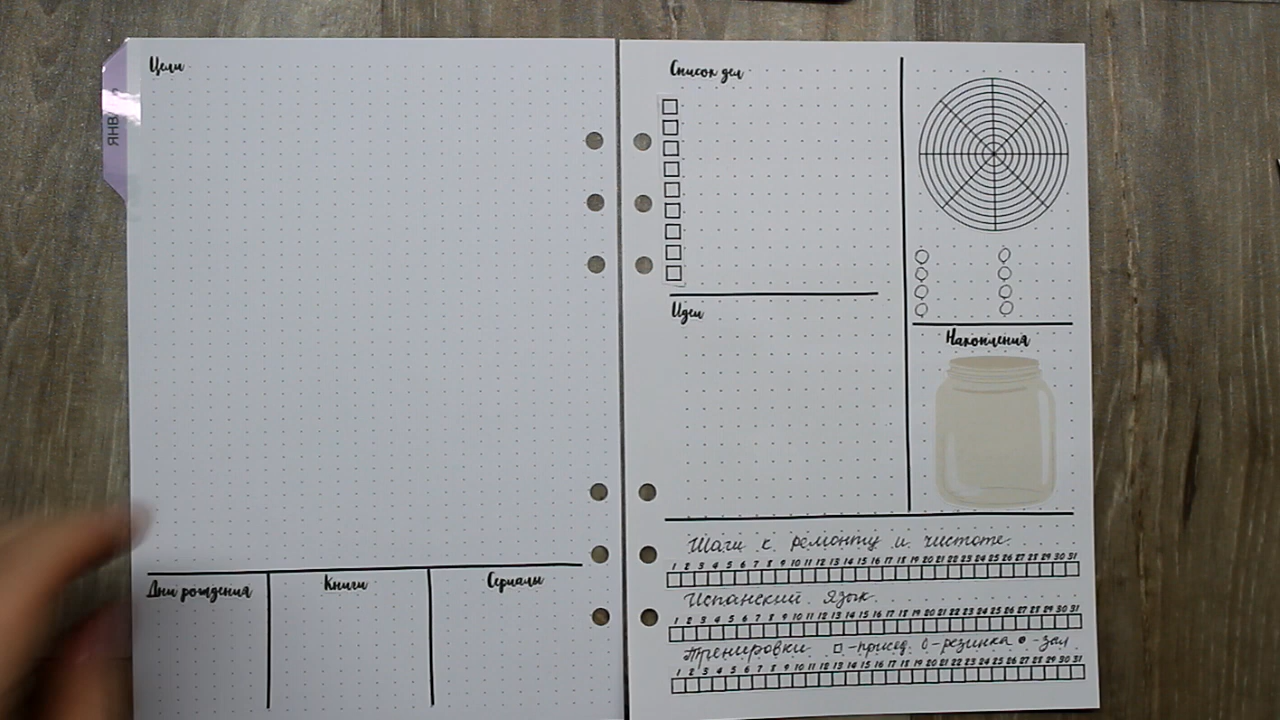 ЯНВА
Цели
Дни рождения
Книги
Сериалы
Список дел
Идеи
Накопления
Шаги к ремонту и чистоте.
1 2 3 4 5 6 7 8 9 10 11 12 13 14 15 16 17 18 19 20 21 22 23 24 25 26 27 28 29 30 31
Испанский язык.
1 2 3 4 5 6 7 8 9 10 11 12 13 14 15 16 17 18 19 20 21 22 23 24 25 26 27 28 29 30 31
Тренировки. □-присед. 0-резинка ●-зал
1 2 3 4 5 6 7 8 9 10 11 12 13 14 15 16 17 18 19 20 21 22 23 24 25 26 27 28 29 30 31